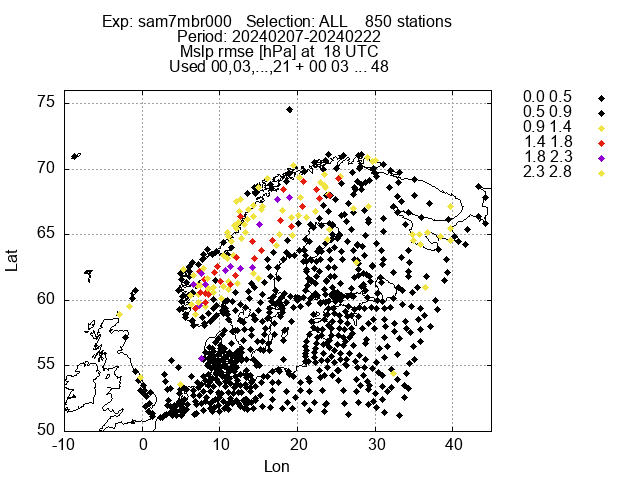 Exp: sam7mbr000   Selection: ALL    850 stations
Period: 20240207-20240222
Mslp rmse [hPa] at  18 UTC
Used 00,03,...,21 + 00 03 ... 48
0.0 0.5
0.5 0.9
0.9 1.4
1.4 1.8
1.8 2.3
2.3 2.8
75
70
65
60
55
50
Lat
-10 0 10 20 30 40
Lon